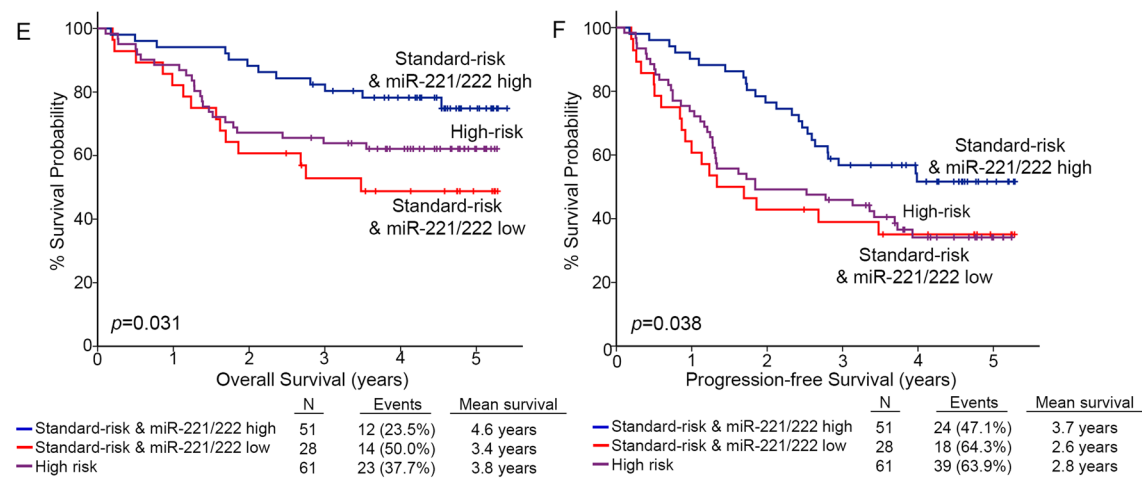 E
100
80
60
40
20
0
% Survival Probability
Standard-risk
& miR-221/222 high
High-risk
Standard-risk
& miR-221/222 low
p=0.031
0 1 2 3 4 5
Overall Survival (years)
N Events Mean survival
Standard-risk & miR-221/222 high 51 12 (23.5%) 4.6 years
Standard-risk & miR-221/222 low 28 14 (50.0%) 3.4 years
High risk 61 23 (37.7%) 3.8 years
F
100
80
60
40
20
0
% Survival Probability
Standard-risk
& miR-221/222 high
High-risk
Standard-risk
& miR-221/222 low
p=0.038
0 1 2 3 4 5
Progression-free Survival (years)
N Events Mean survival
Standard-risk & miR-221/222 high 51 24 (47.1%) 3.7 years
Standard-risk & miR-221/222 low 28 18 (64.3%) 2.6 years
High risk 61 39 (63.9%) 2.8 years